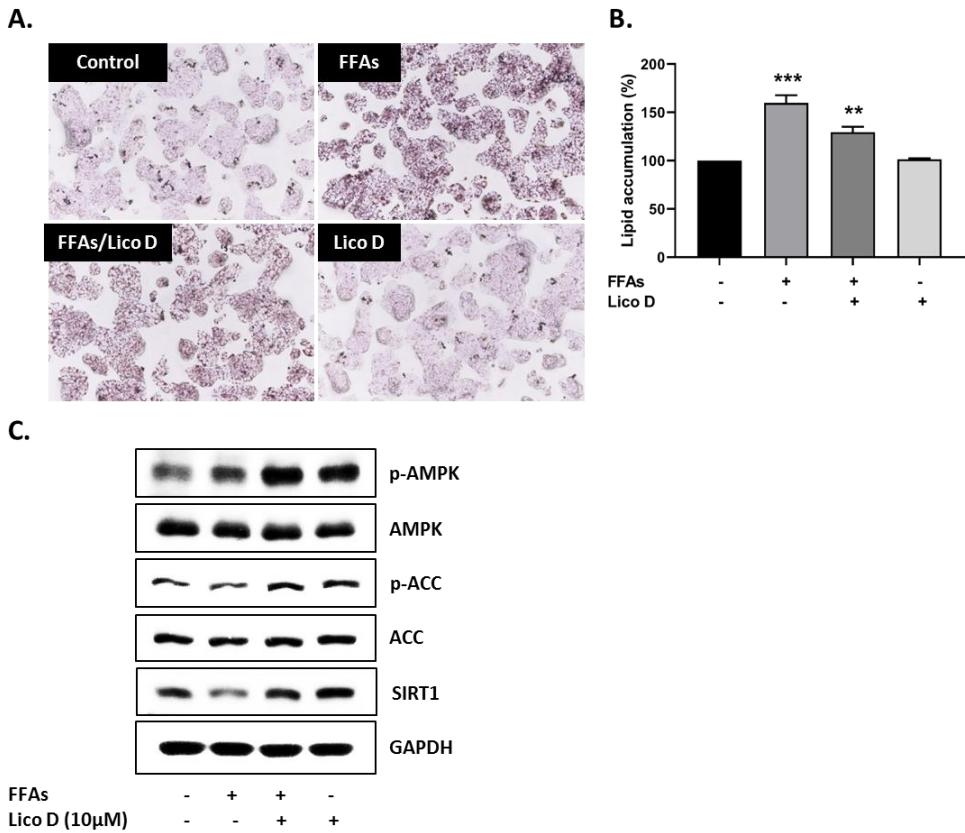 A.
Control
FFAs
FFAs/Lico D
Lico D
B.
Lipid accumulation (%)
200
150
100
50
0
***
**
FFAs - + + -
Lico D - - + +
C.
p-AMPK
AMPK
p-ACC
ACC
SIRT1
GAPDH
FFAs - + + -
Lico D (10μM) - - + +